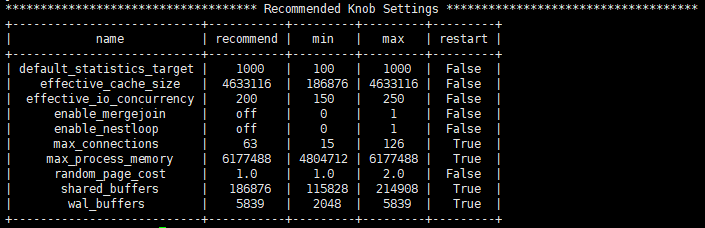 ************************************ Recommended Knob Settings ************************************
+---------------------------+-----------+---------+---------+---------+
| name | recommend | min | max | restart |
+---------------------------+-----------+---------+---------+---------+
| default_statistics_target | 1000 | 100 | 1000 | False |
| effective_cache_size | 4633116 | 186876 | 4633116 | False |
| effective_io_concurrency | 200 | 150 | 250 | False |
| enable_mergejoin | off | 0 | 1 | False |
| enable_nestloop | off | 0 | 1 | False |
| max_connections | 63 | 15 | 126 | True |
| max_process_memory | 6177488 | 4804712 | 6177488 | True |
| random_page_cost | 1.0 | 1.0 | 2.0 | False |
| shared_buffers | 186876 | 115828 | 214908 | True |
| wal_buffers | 5839 | 2048 | 5839 | True |
+---------------------------+-----------+---------+---------+---------+